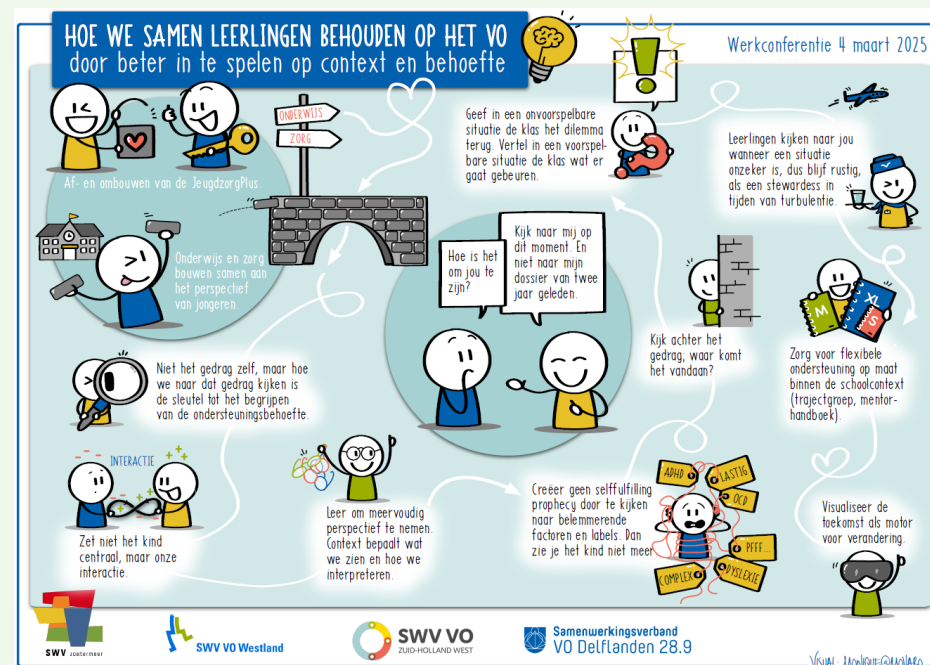 HOE WE SAMEN LEERLINGEN BEHOUDEN OP HET VO
door beter in te spelen op context en behoefte
Werkconferentie 4 maart 2025
ONDERWIJS
ZORG
Af- en ombouwen van de JeugdzorgPlus.
Onderwijs en zorg
bouwen samen aan
het perspectief
van jongeren.
Geef in een onvoorspelbare
situatie de klas het dilemma
terug. Vertel in een voorspel-
bare situatie de klas wat er
gaat gebeuren.
Leerlingen kijken naar jou
wanneer een situatie
onzeker is, dus blijf rustig,
als een stewardess in
tijden van turbulentie.
Hoe is het
om jou te
zijn?
Kijk naar mij op
dit moment. En
niet naar mijn
dossier van twee
jaar geleden.
Kijk achter het
gedrag, waar komt
het vandaan?
M
XL
S
Zorg voor flexibele
ondersteuning op maat
binnen de schoolcontext
(trajectgroep, mentor-
handboek).
Niet het gedrag zelf, maar hoe
we naar dat gedrag kijken is
de sleutel tot het begrijpen
van de ondersteuningsbehoefte.
INTERACTIE
Zet niet het kind
centraal, maar onze
interactie.
Leer om meervoudig
perspectief te nemen.
Context bepaalt wat
we zien en hoe we
interpreteren.
Creëer geen selffulfilling
prophecy door te kijken
naar belemmerende
factoren en labels. Dan
zie je het kind niet meer
ADHD
LASTIG
OCD
PFFF...
COMPLEX
DYSLEXIE
Visualiseer de
toekomst als motor
voor verandering.
SWV zoetermeer
SWV VO Westland
SWV VO
ZUID-HOLLAND WEST
Samenwerkingsverband
VO Delflanden 28.9